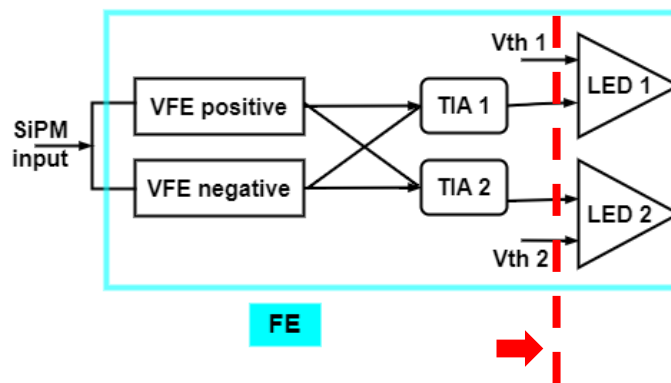 Vth 1
LED 1
VFE positive
TIA 1
SiPM
input
VFE negative
TIA 2
LED 2
Vth 2
FE